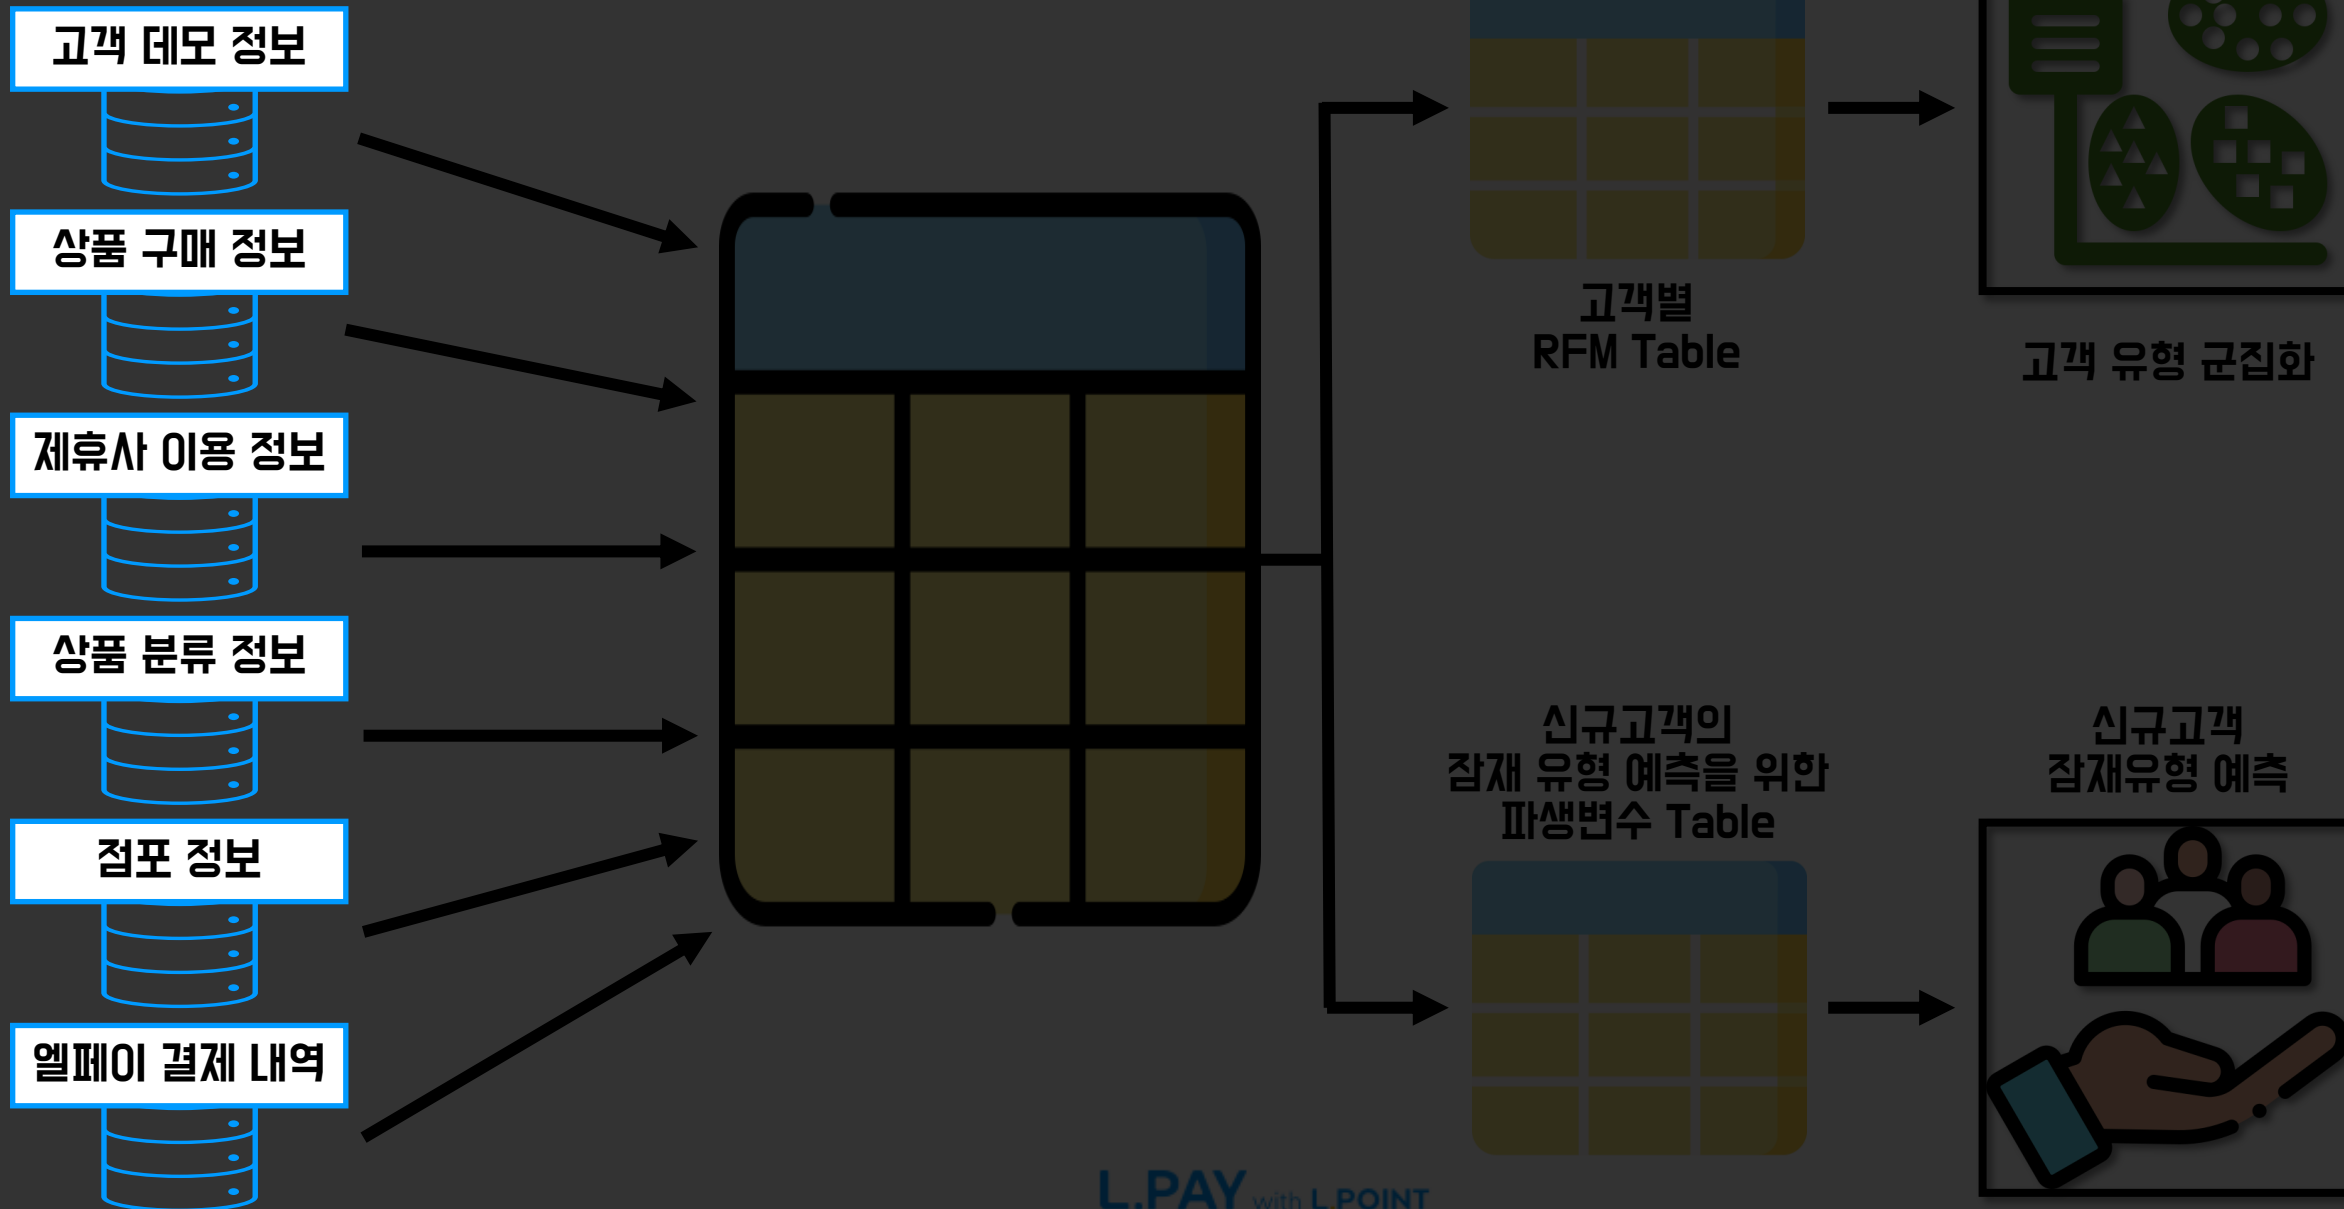 고객 데모 정보
상품 구매 정보
제휴사 이용 정보
상품 분류 정보
점포 정보
엘페이 결제 내역
고객별
RFM Table
고객 유형 군집화
신규고객의
잠재 유형 예측을 위한
파생변수 Table
신규고객
잠재유형 예측
L.PAY with L.POINT